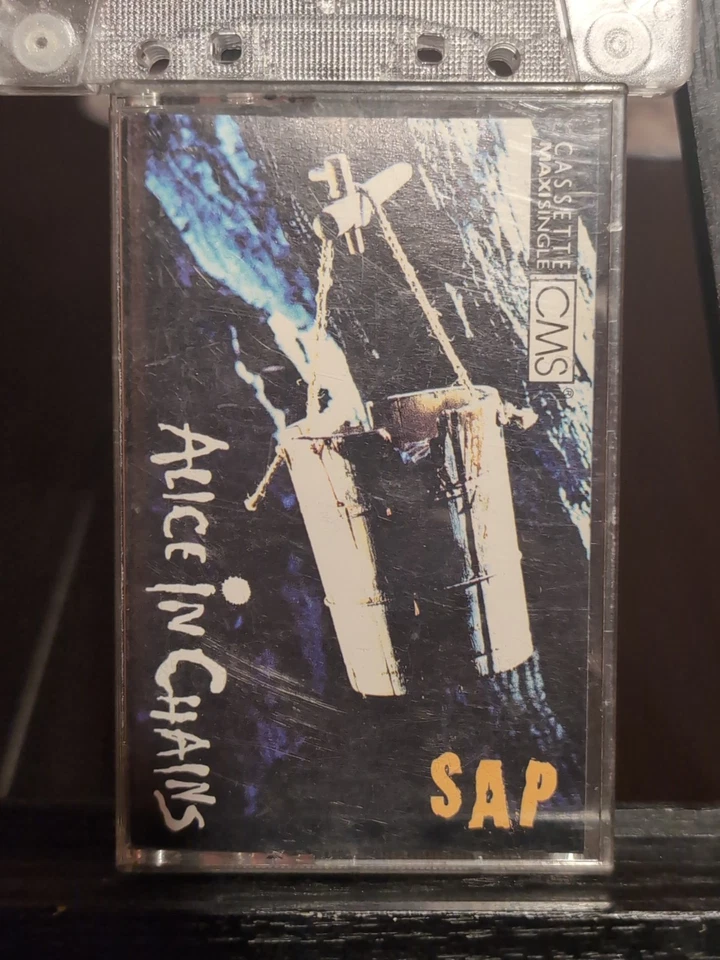 CASSETTE
MAXISINGLE
CMS®
ALICE IN CHAINS
SAP